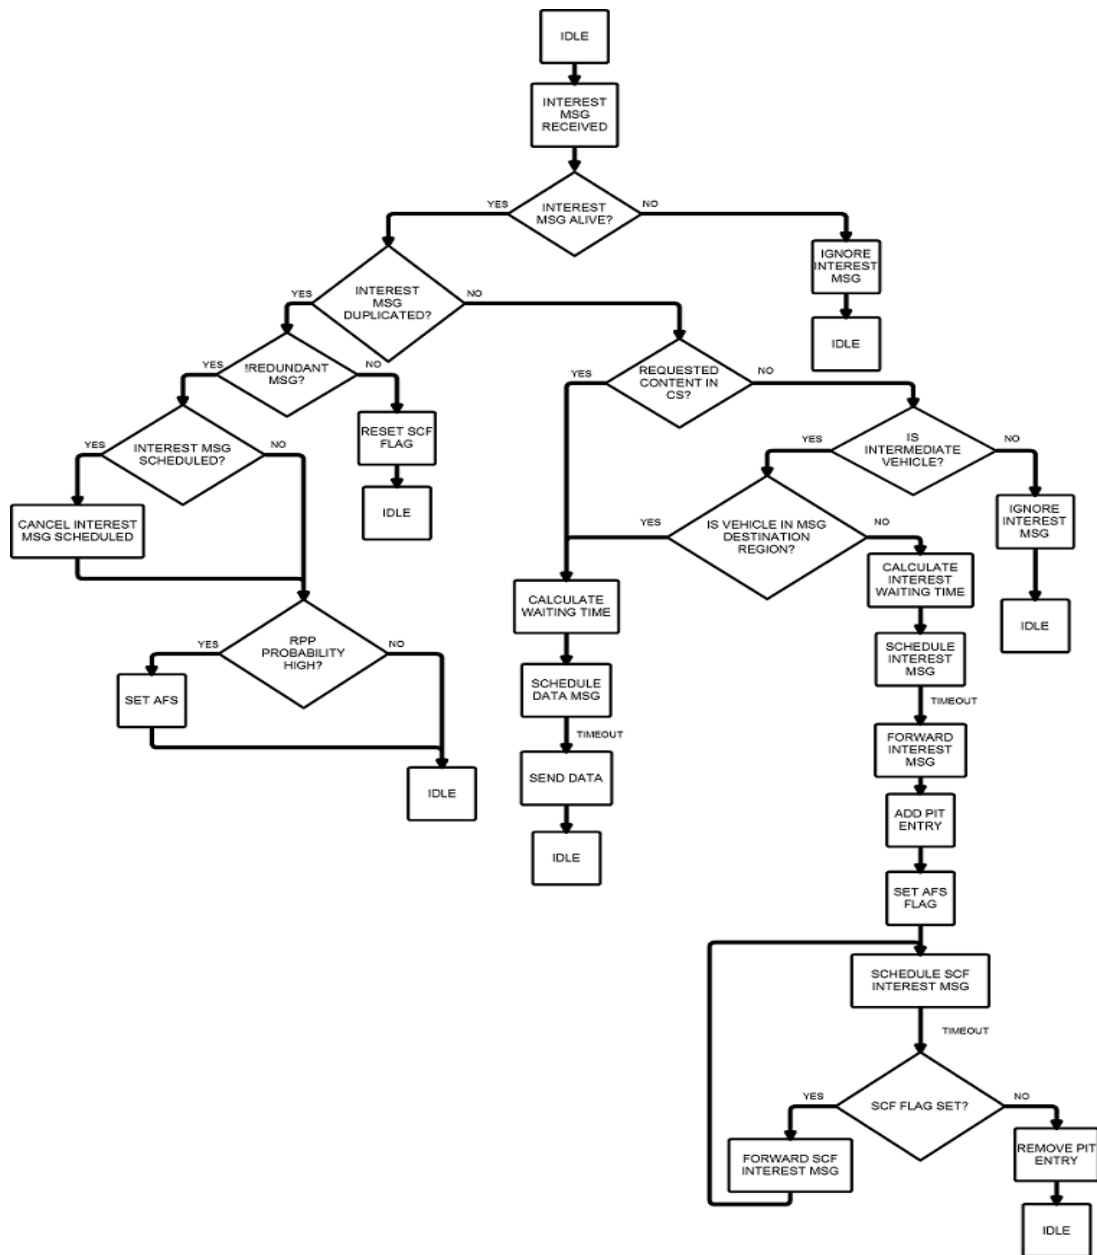 IDLE
INTEREST
MSG
RECEIVED
INTEREST
MSG ALIVE?
YES
NO
IGNORE
INTEREST
MSG
IDLE
INTEREST
MSG
DUPLICATED?
YES
NO
!REDUNDANT
MSG?
YES
NO
RESET SCF
FLAG
IDLE
INTEREST MSG
SCHEDULED?
YES
NO
CANCEL INTEREST
MSG SCHEDULED
RPP
PROBABILITY
HIGH?
YES
NO
SET AFS
IDLE
REQUESTED
CONTENT IN
CS?
YES
NO
IS
INTERMEDIATE
VEHICLE?
YES
NO
IGNORE
INTEREST
MSG
IDLE
IS VEHICLE IN MSG
DESTINATION
REGION?
YES
NO
CALCULATE
WAITING TIME
SCHEDULE
DATA MSG
TIMEOUT
SEND DATA
IDLE
CALCULATE
INTEREST
WAITING TIME
SCHEDULE
INTEREST
MSG
TIMEOUT
FORWARD
INTEREST
MSG
ADD PIT
ENTRY
SET AFS
FLAG
SCHEDULE SCF
INTEREST MSG
TIMEOUT
SCF FLAG SET?
YES
NO
FORWARD SCF
INTEREST MSG
REMOVE PIT
ENTRY
IDLE